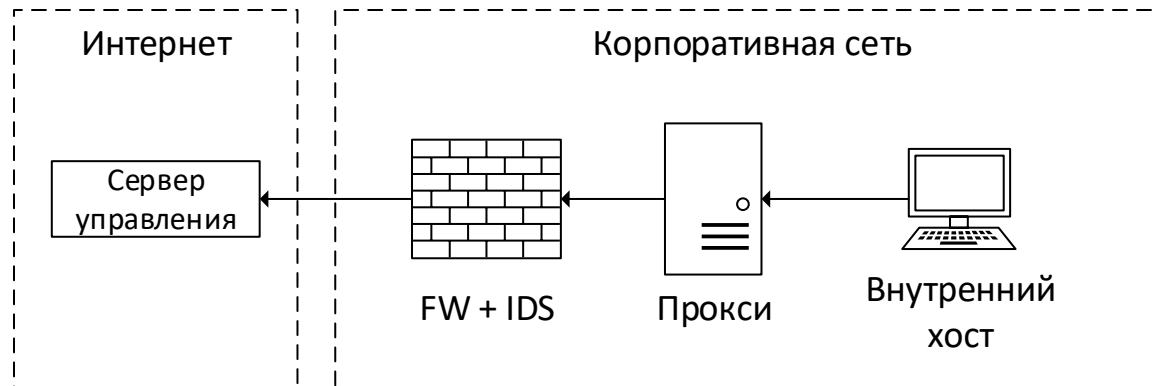 Интернет
Корпоративная сеть
Сервер
управления
FW + IDS
Прокси
Внутренний
хост